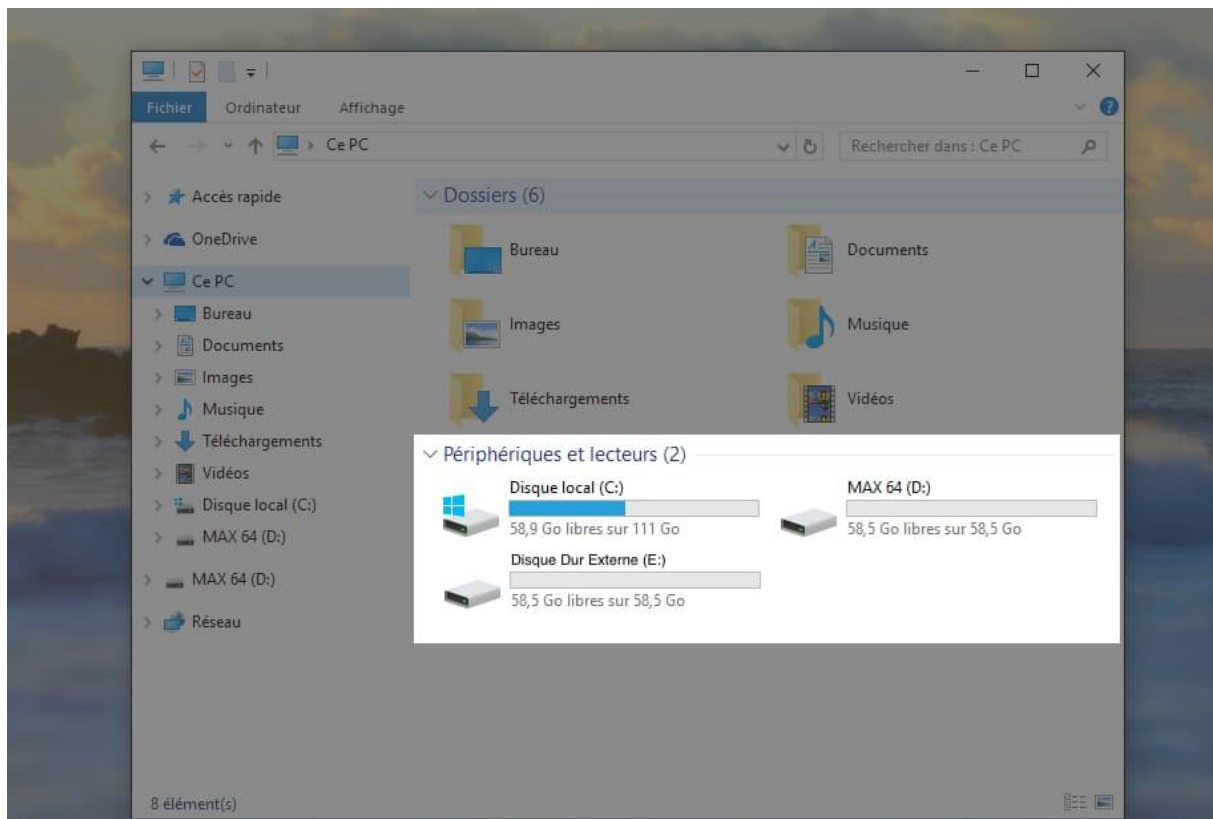 Fichier Ordinateur Affichage
Ce PC
Rechercher dans : Ce PC
Accès rapide
OneDrive
Ce PC
Bureau
Documents
Images
Musique
Téléchargements
Vidéos
Disque local (C:)
MAX 64 (D:)
MAX 64 (D:)
Réseau
Dossiers (6)
Bureau
Documents
Images
Musique
Téléchargements
Vidéos
Périphériques et lecteurs (2)
Disque local (C:)
58,9 Go libres sur 111 Go
MAX 64 (D:)
58,5 Go libres sur 58,5 Go
Disque Dur Externe (E:)
58,5 Go libres sur 58,5 Go
8 élément(s)